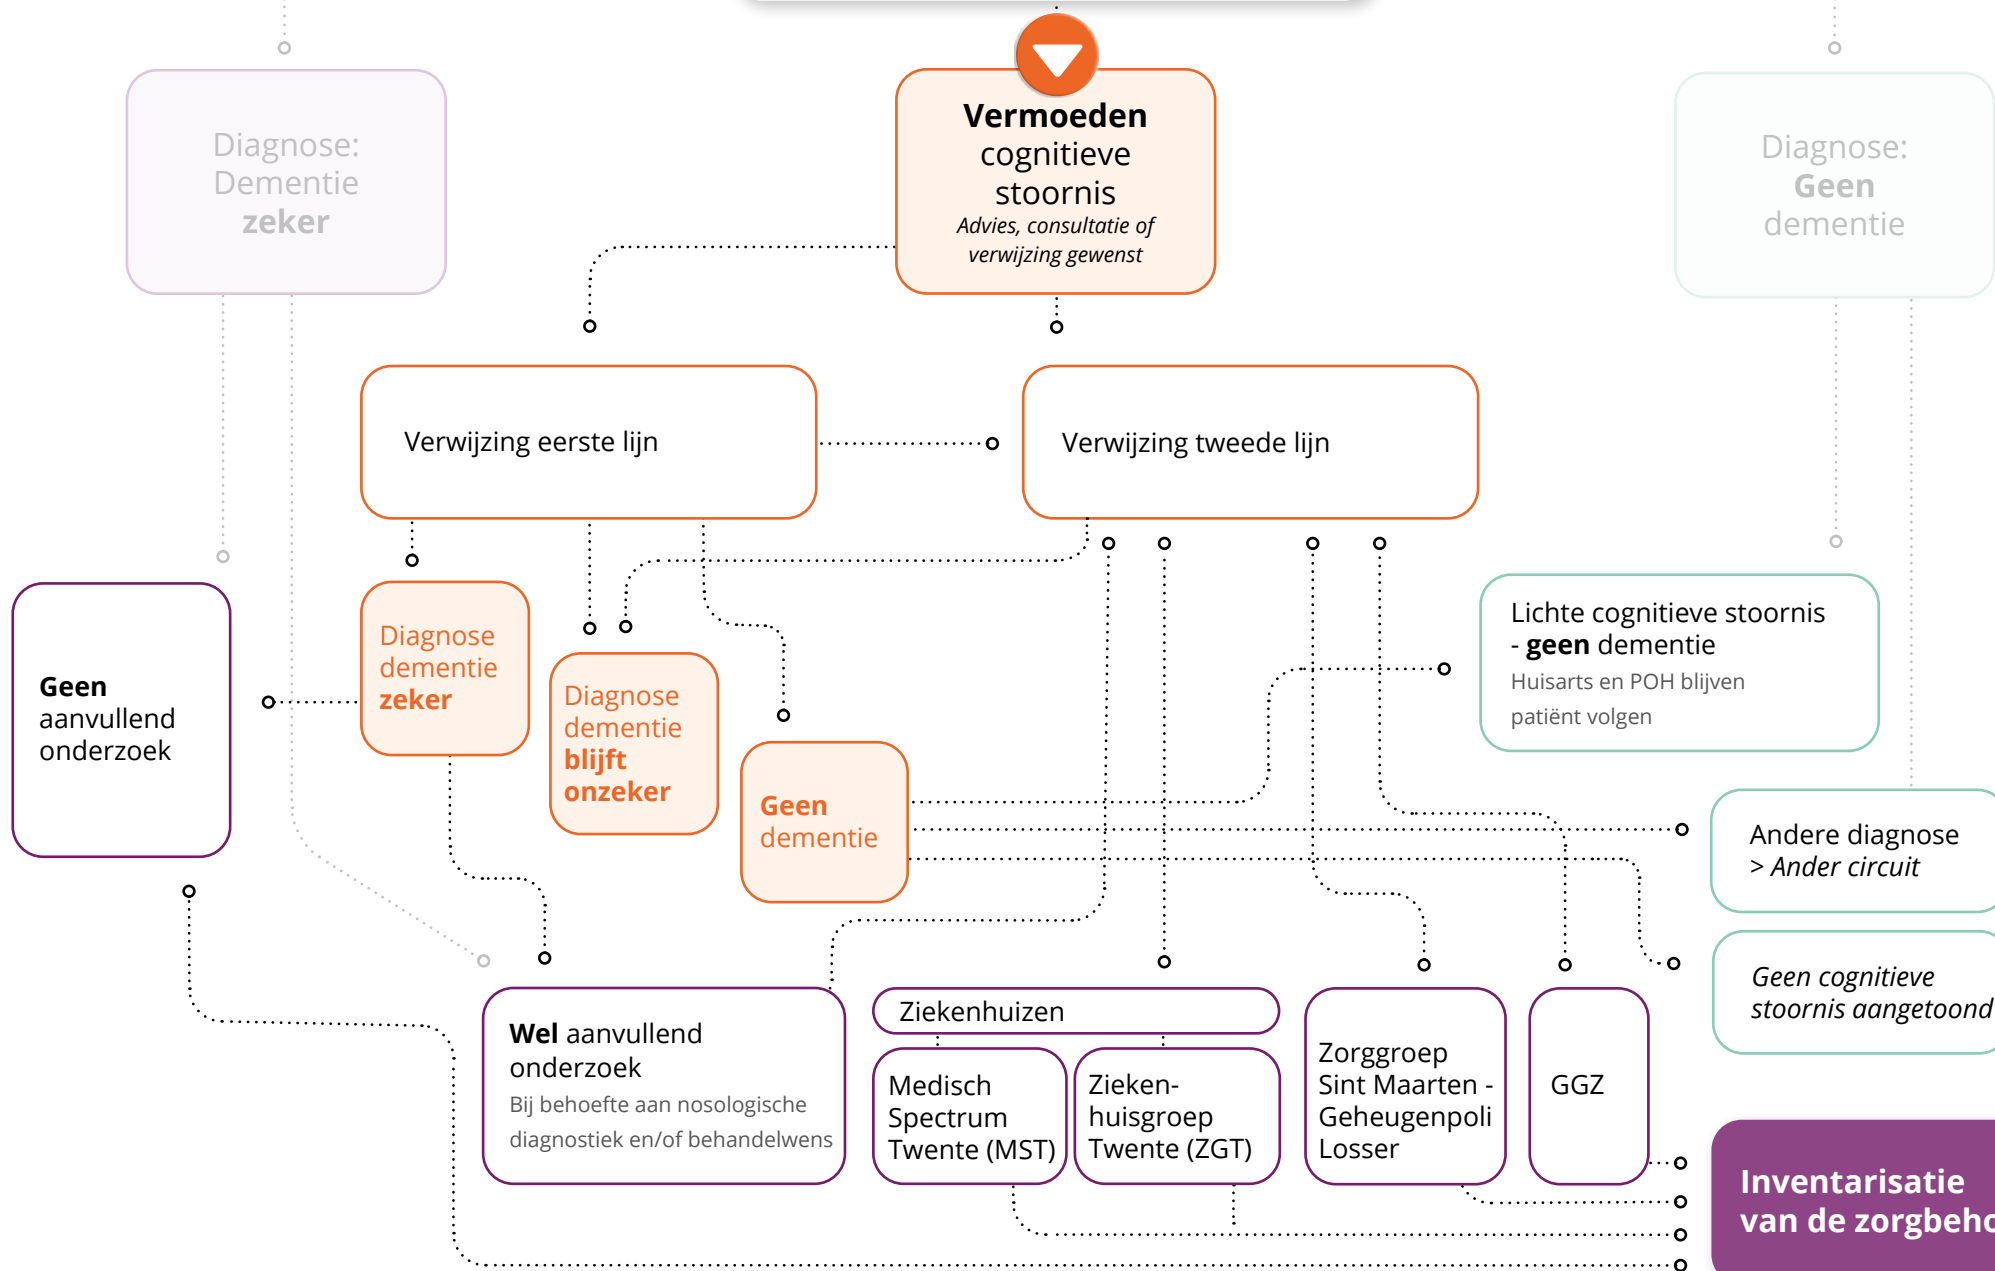 Diagnose:
Dementie
zeker
Vermoeden
cognitieve
stoornis
Advies, consultatie of
verwijzing gewenst
Diagnose:
Geen
dementie
Verwijzing eerste lijn
Verwijzing tweede lijn
Geen
aanvullend
onderzoek
Diagnose
dementie
zeker
Diagnose
dementie
blijft
onzeker
Geen
dementie
Lichte cognitieve stoornis
- geen dementie
Huisarts en POH blijven
patiënt volgen
Andere diagnose
> Ander circuit
Geen cognitieve
stoornis aangetoond
Wel aanvullend
onderzoek
Bij behoefte aan nosologische
diagnostiek en/of behandelwens
Ziekenhuizen
Medisch
Spectrum
Twente (MST)
Zieken-
huisgroep
Twente (ZGT)
Zorggroep
Sint Maarten -
Geheugenpoli
Losser
GGZ
Inventarisatie
van de